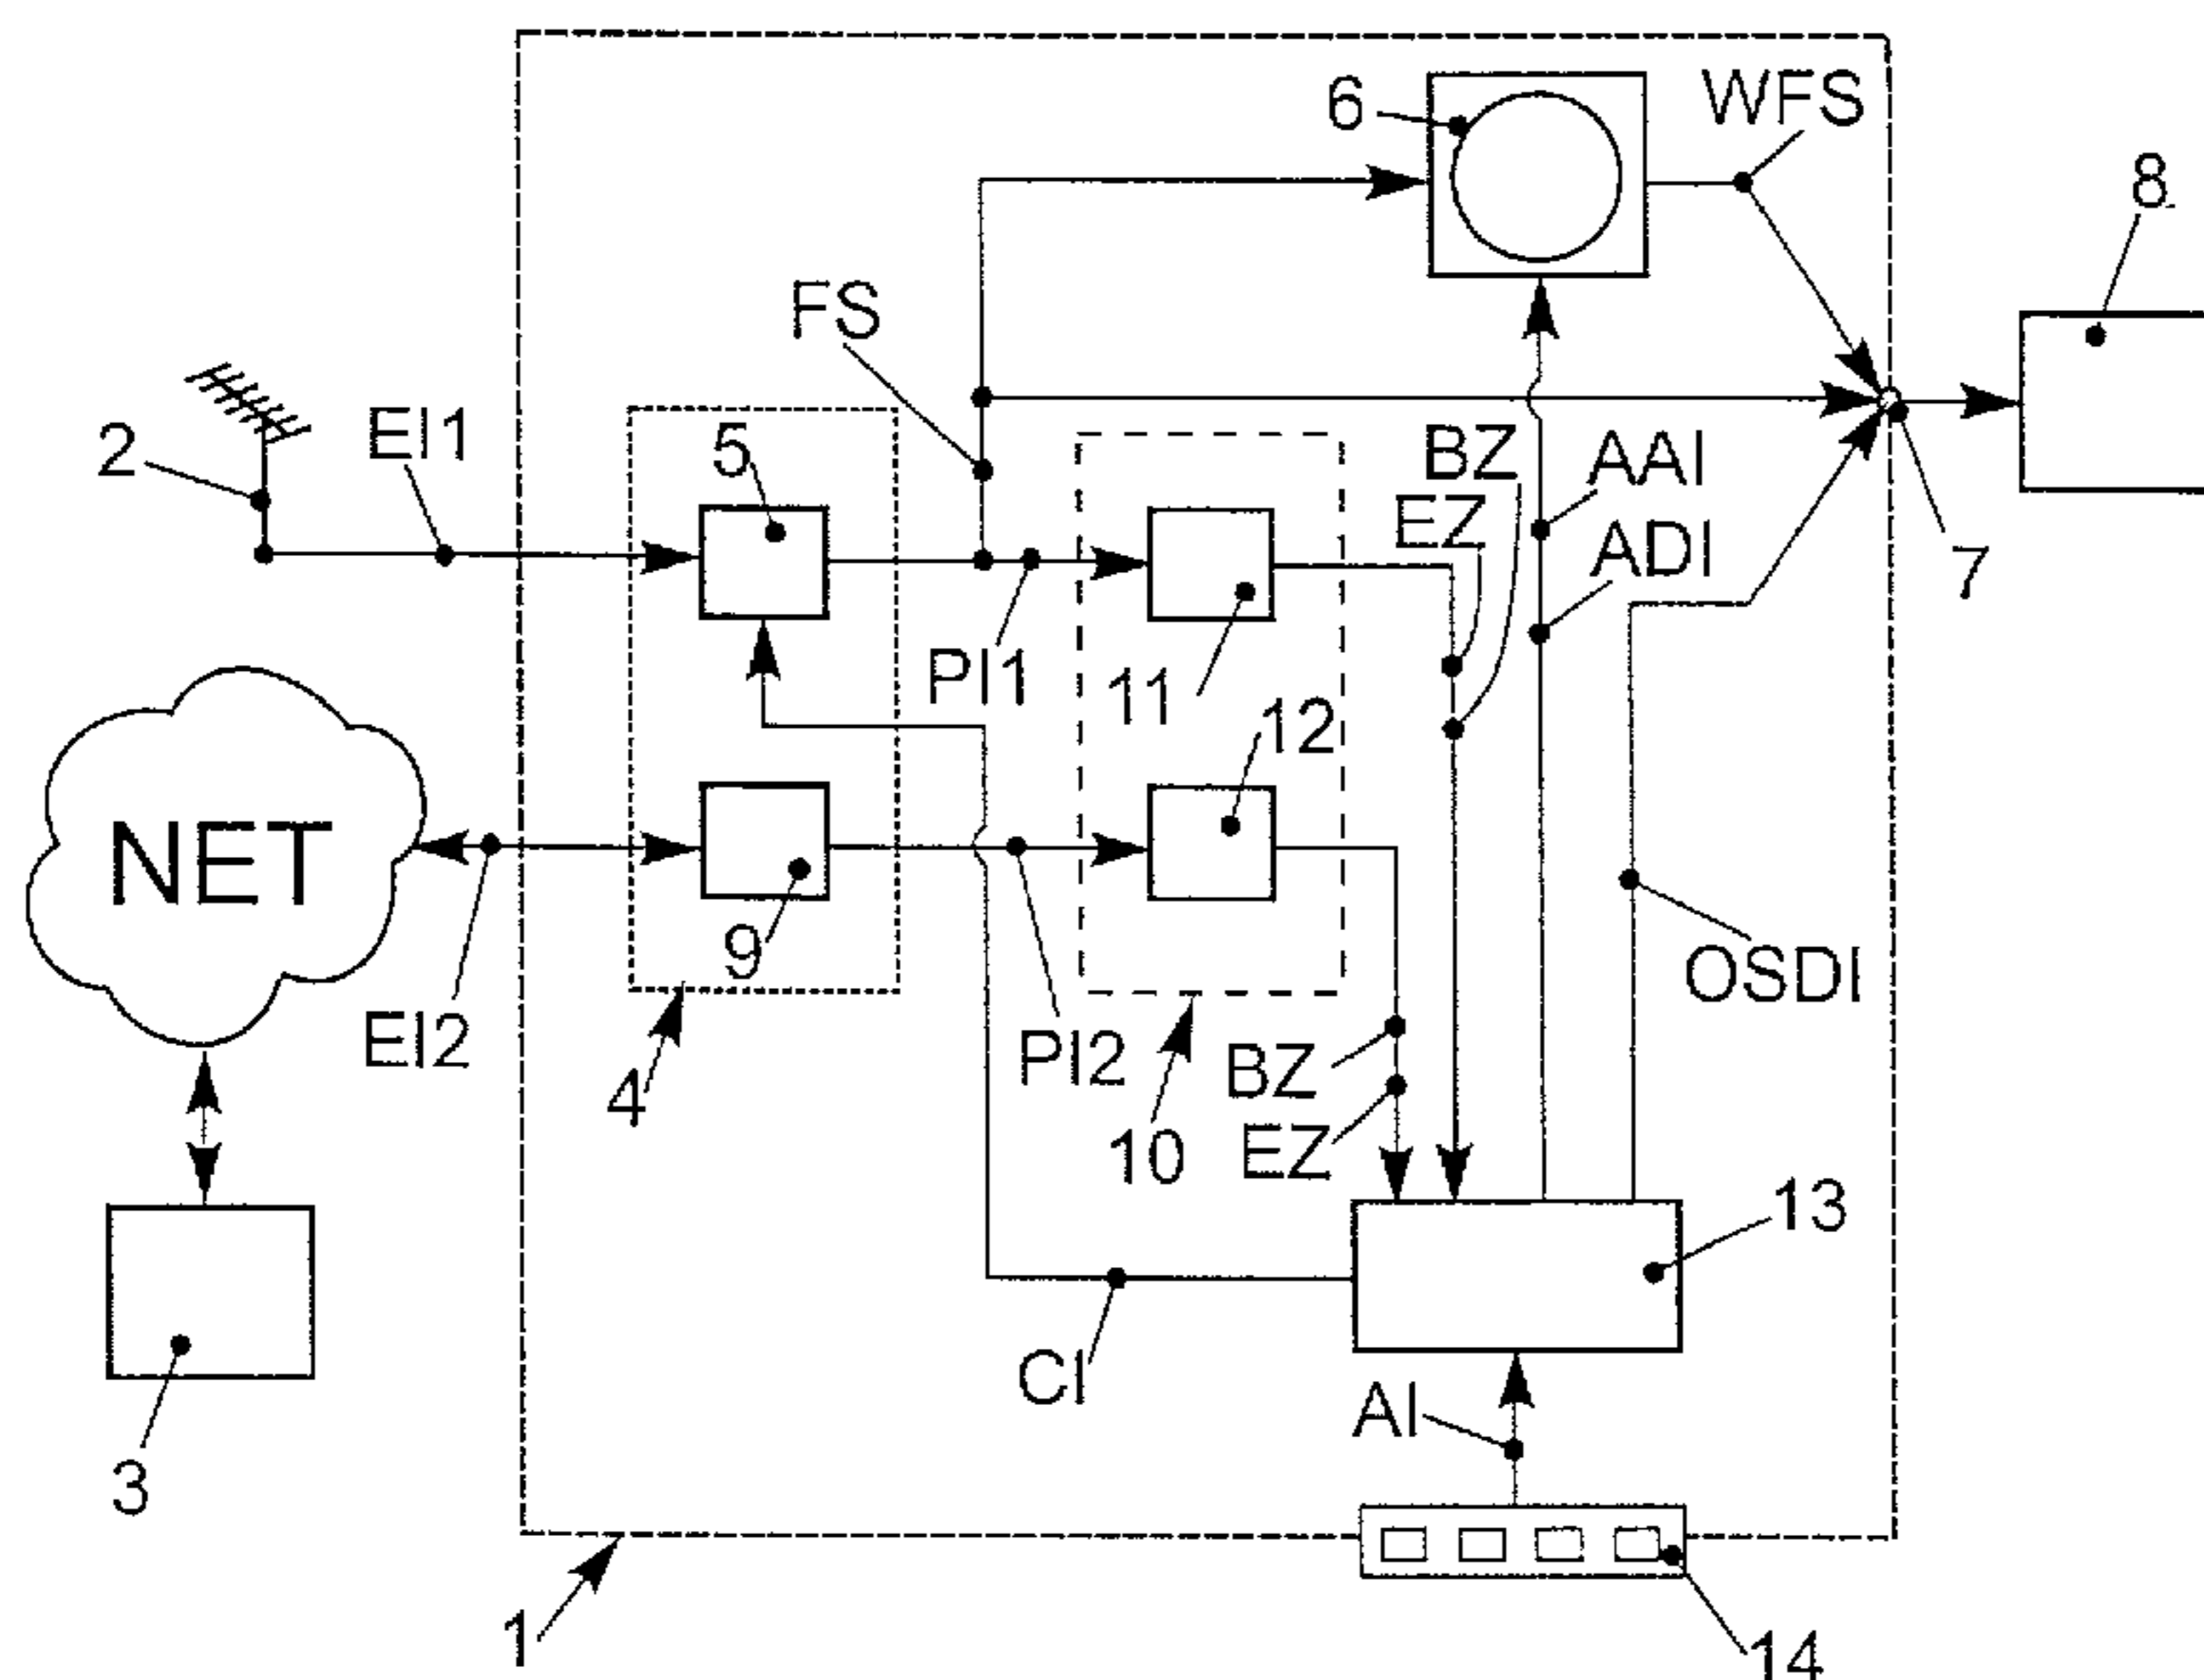 6
WFS
8
FS
2
EI1
5
BZ
AAI
EZ
ADI
7
PI1
11
12
NET
9
OSDI
EI2
PI2
BZ
4
10
EZ
13
CI
AI
3
1
14